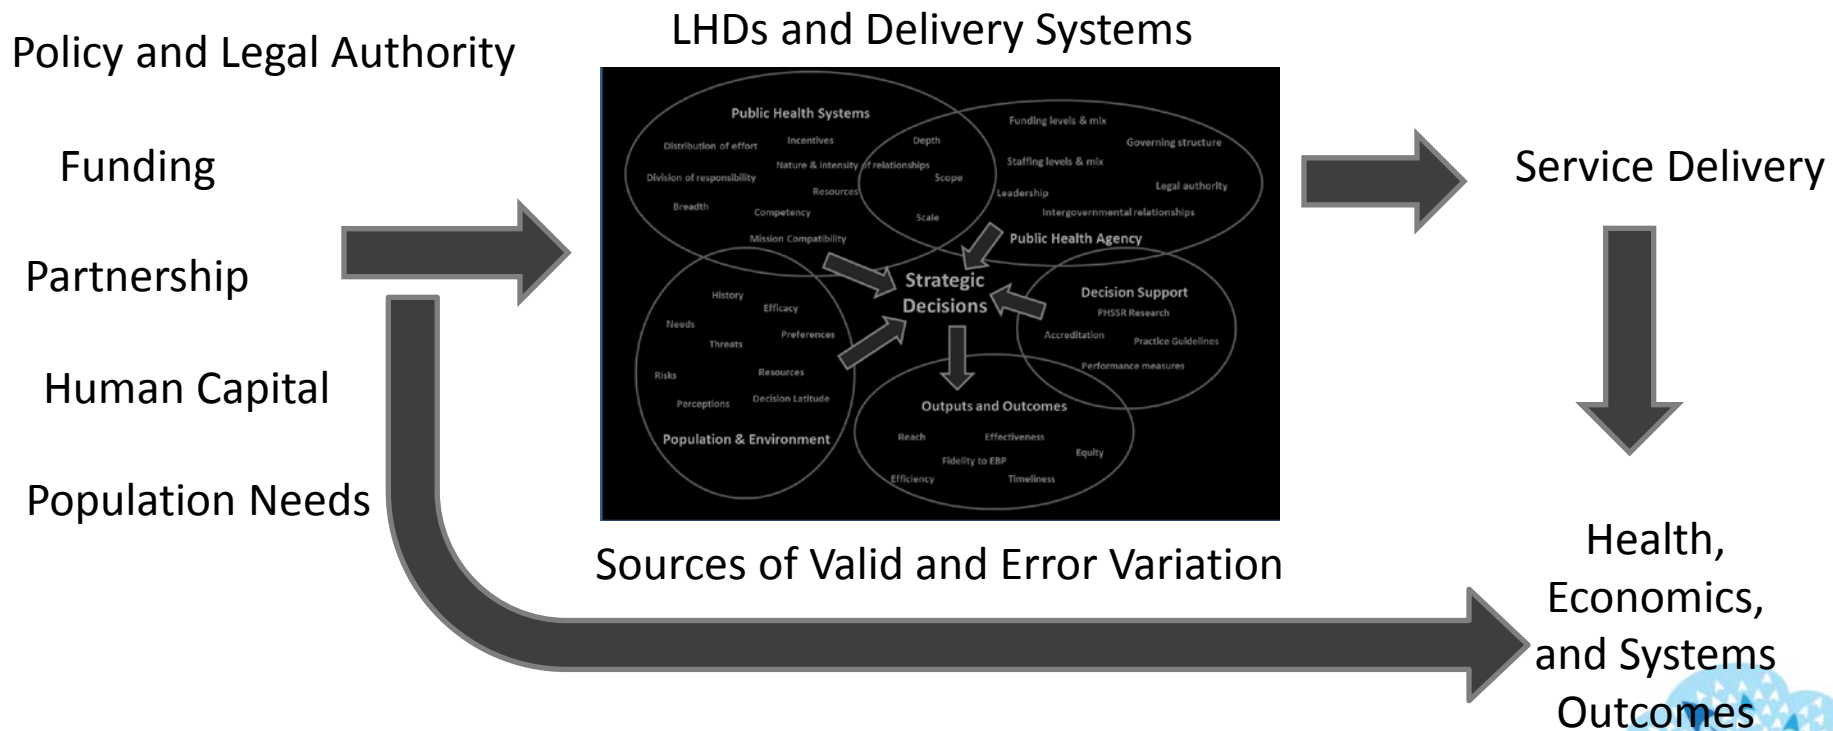 Policy and Legal Authority
Funding
Partnership
Human Capital
Population Needs
LHDs and Delivery Systems
Public Health Systems
Distribution of effort
Incentives
Depth
Nature & intensity of relationships
Division of responsibility
Scope
Resources
Breadth
Competency
Scale
Mission Compatibility
Funding levels & mix
Governing structure
Staffing levels & mix
Legal authority
Leadership
Intergovernmental relationships
Public Health Agency
Strategic
Decisions
Decision Support
PHSSR Research
Accreditation
Practice Guidelines
Performance measures
History
Efficacy
Needs
Preferences
Threats
Risks
Resources
Perceptions
Decision Latitude
Population & Environment
Outputs and Outcomes
Reach
Effectiveness
Equity
Fidelity to EBP
Efficiency
Timeliness
Sources of Valid and Error Variation
Service Delivery
Health,
Economics,
and Systems
Outcomes